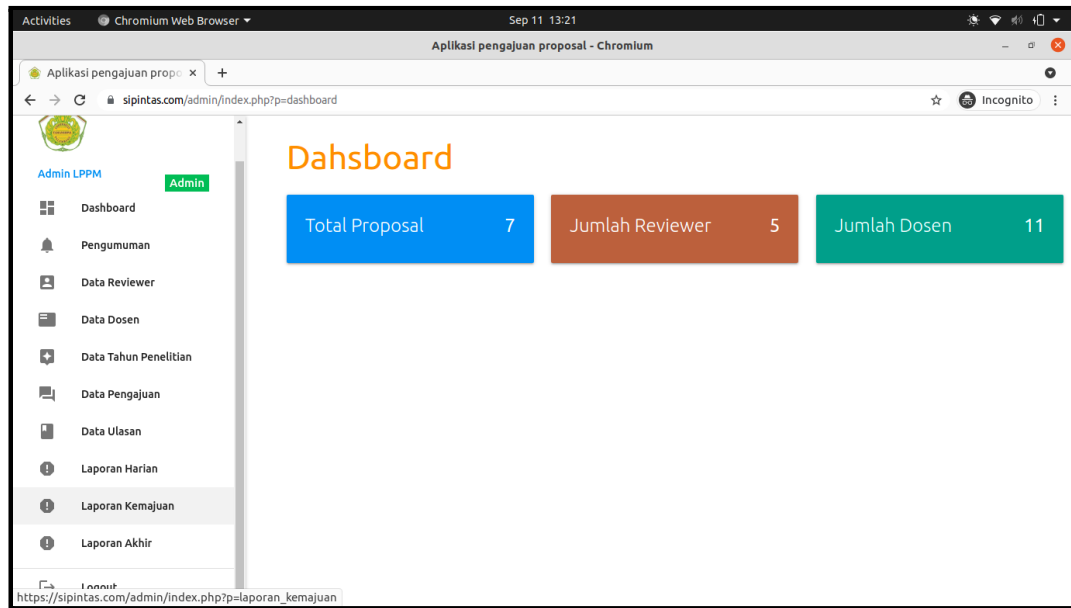 Activities Chromium Web Browser Sep 11 13:21
Aplikasi pengajuan proposal - Chromium
Aplikasi pengajuan propo
sipintas.com/admin/index.php?p=dashboard Incognito
Admin LPPM
Admin
Dashboard
Pengumuman
Data Reviewer
Data Dosen
Data Tahun Penelitian
Data Pengajuan
Data Ulasan
Laporan Harian
Laporan Kemajuan
Laporan Akhir
Logout
https://sipintas.com/admin/index.php?p=laporan_kemajuan
Dahsboard
Total Proposal 7
Jumlah Reviewer 5
Jumlah Dosen 11